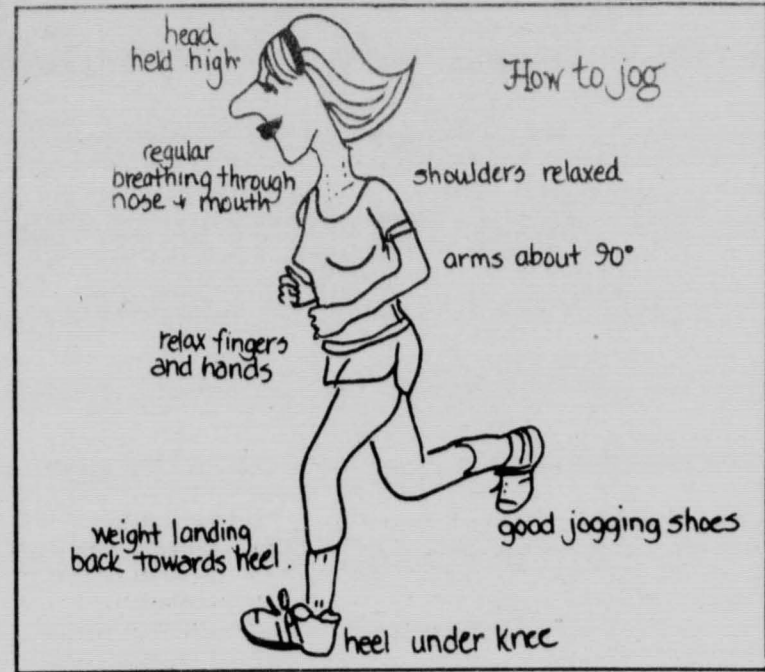 How to jog
head
held high
regular
breathing through
nose + mouth
shoulders relaxed
arms about 90°
relax fingers
and hands
weight landing
back towards heel.
good jogging shoes
heel under knee